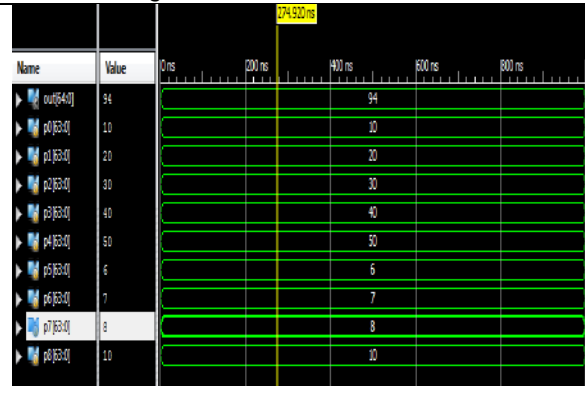 274.920 ns
Name Value 0 ns 200 ns 400 ns 600 ns 800 ns
out[64:0] 94 94
p0[63:0] 10 10
p1[63:0] 20 20
p2[63:0] 30 30
p3[63:0] 40 40
p4[63:0] 50 50
p5[63:0] 6 6
p6[63:0] 7 7
p7[63:0] 8 8
p8[63:0] 10 10